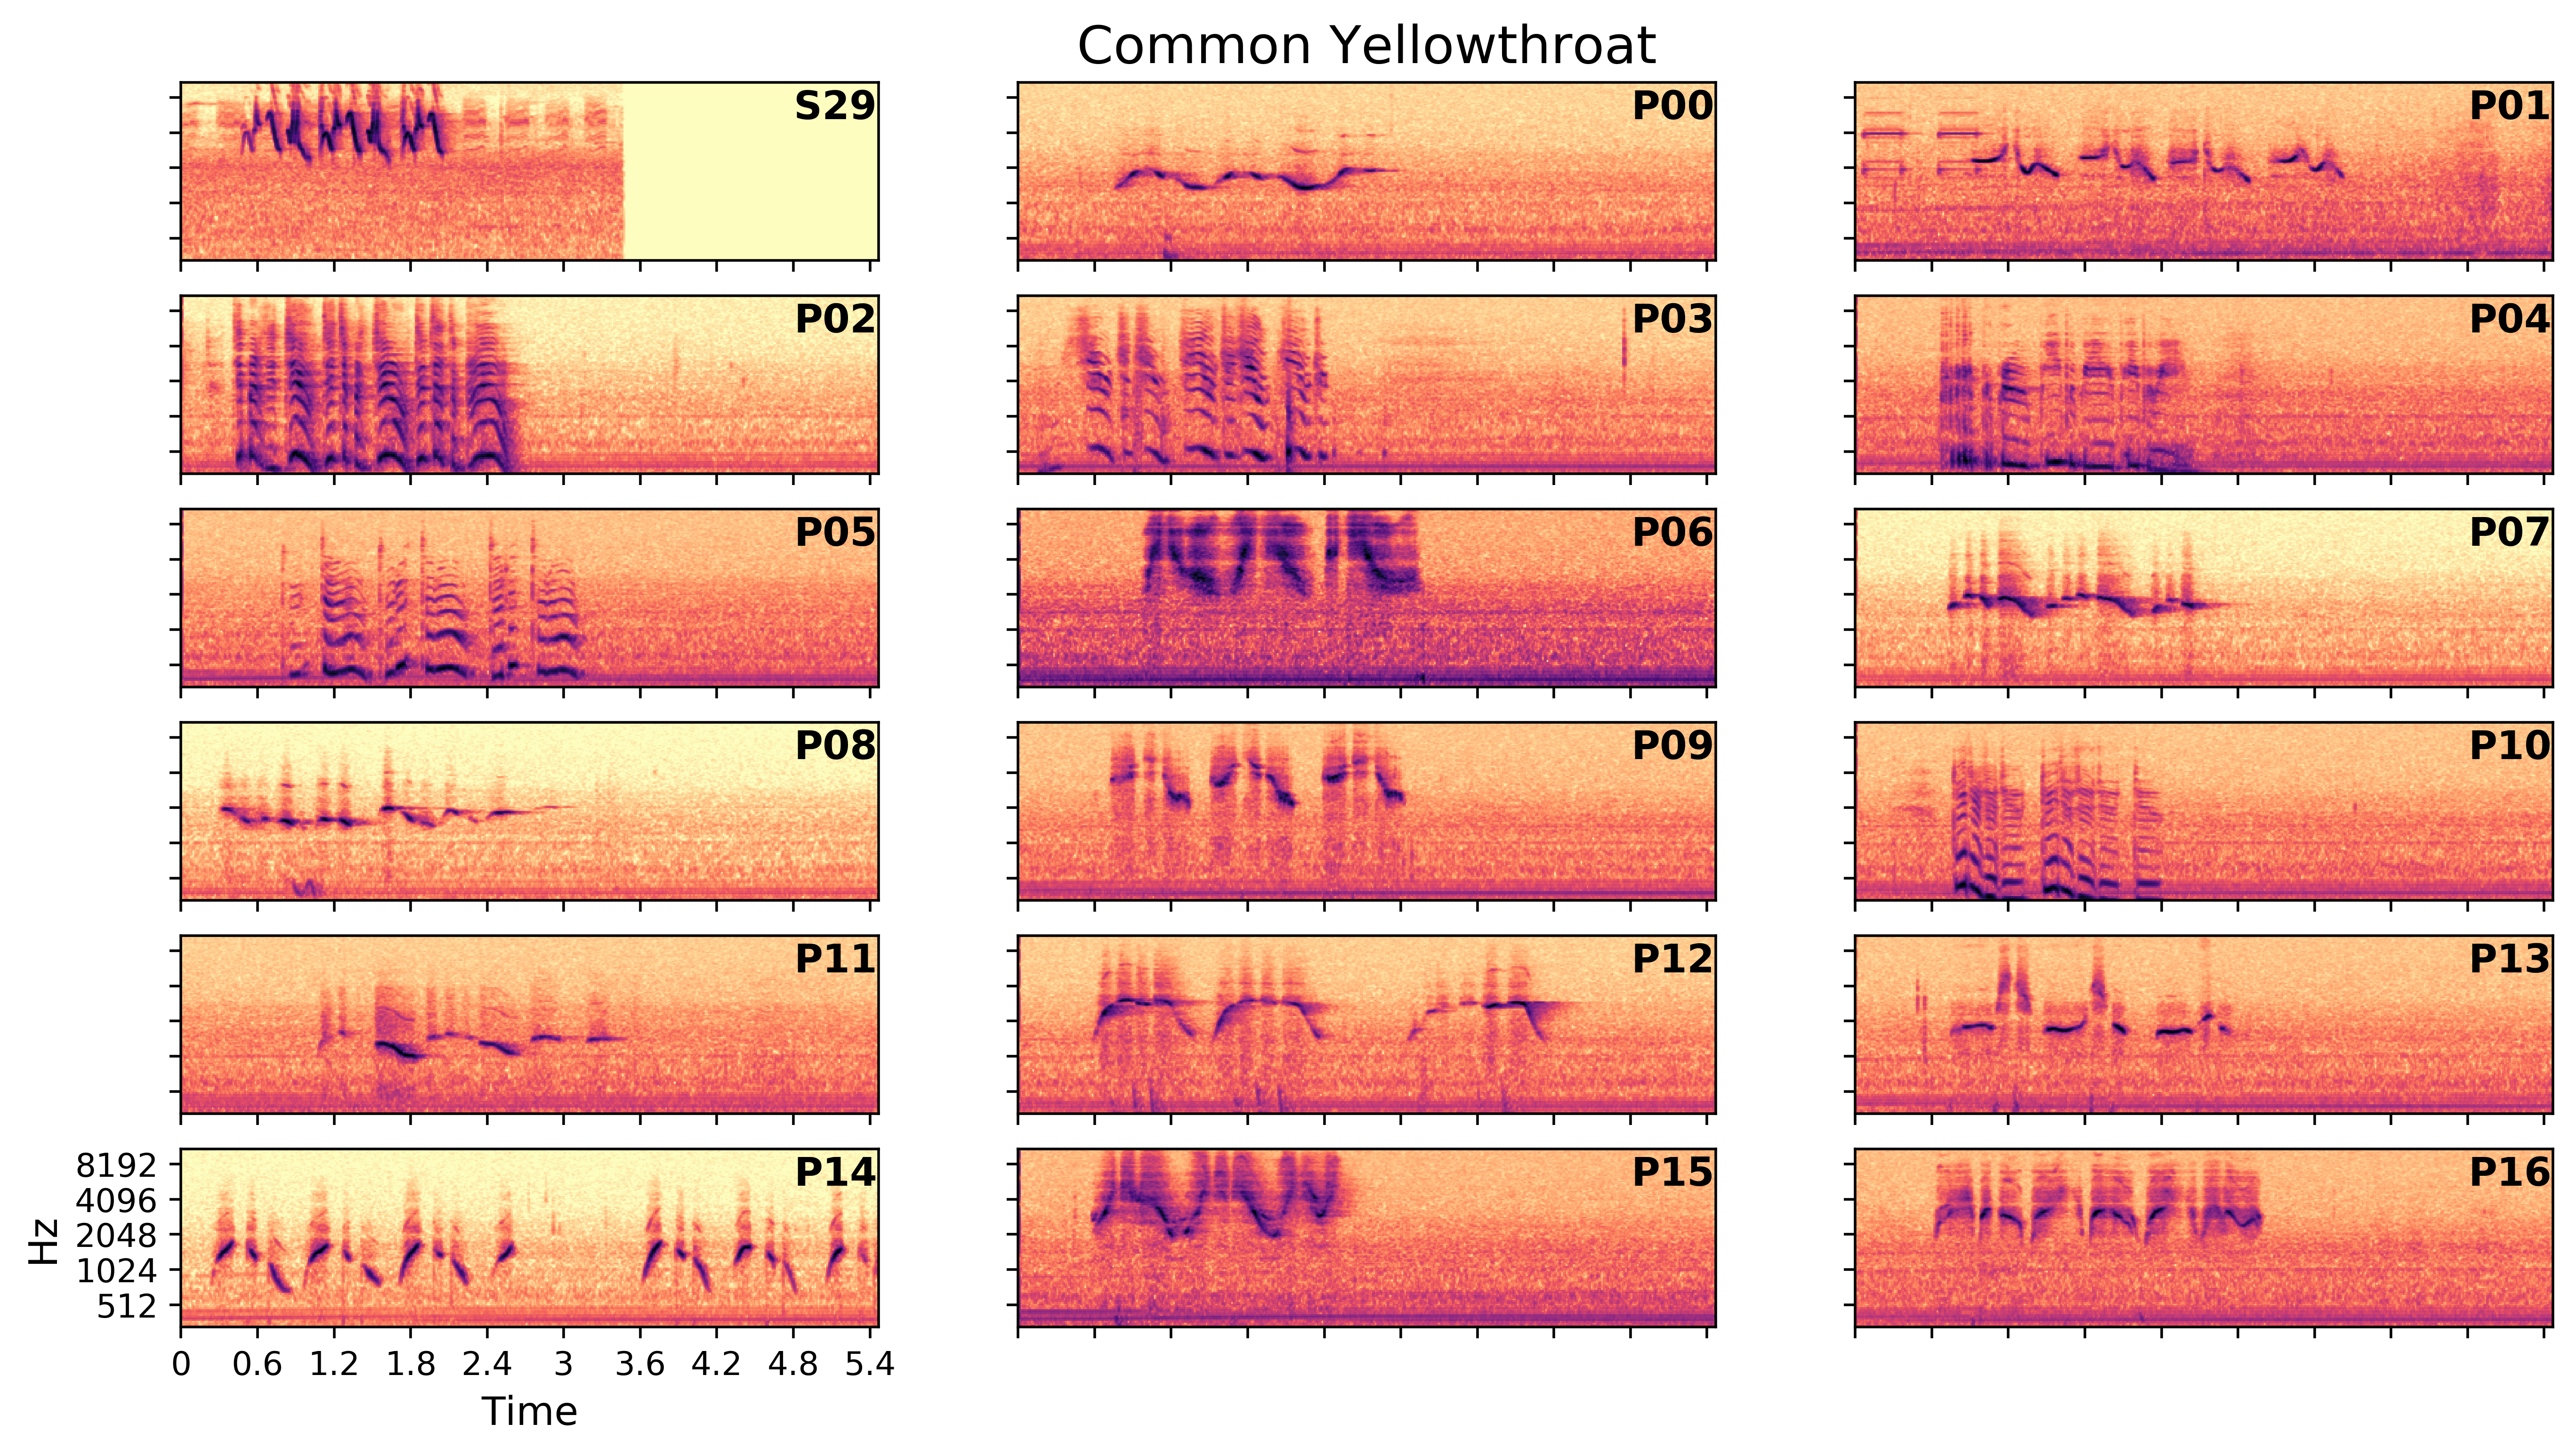 Common Yellowthroat
S29
P00
P01
P02
P03
P04
P05
P06
P07
P08
P09
P10
P11
P12
P13
P14
P15
P16
8192
4096
2048
1024
512
Hz
0 0.6 1.2 1.8 2.4 3 3.6 4.2 4.8 5.4
Time